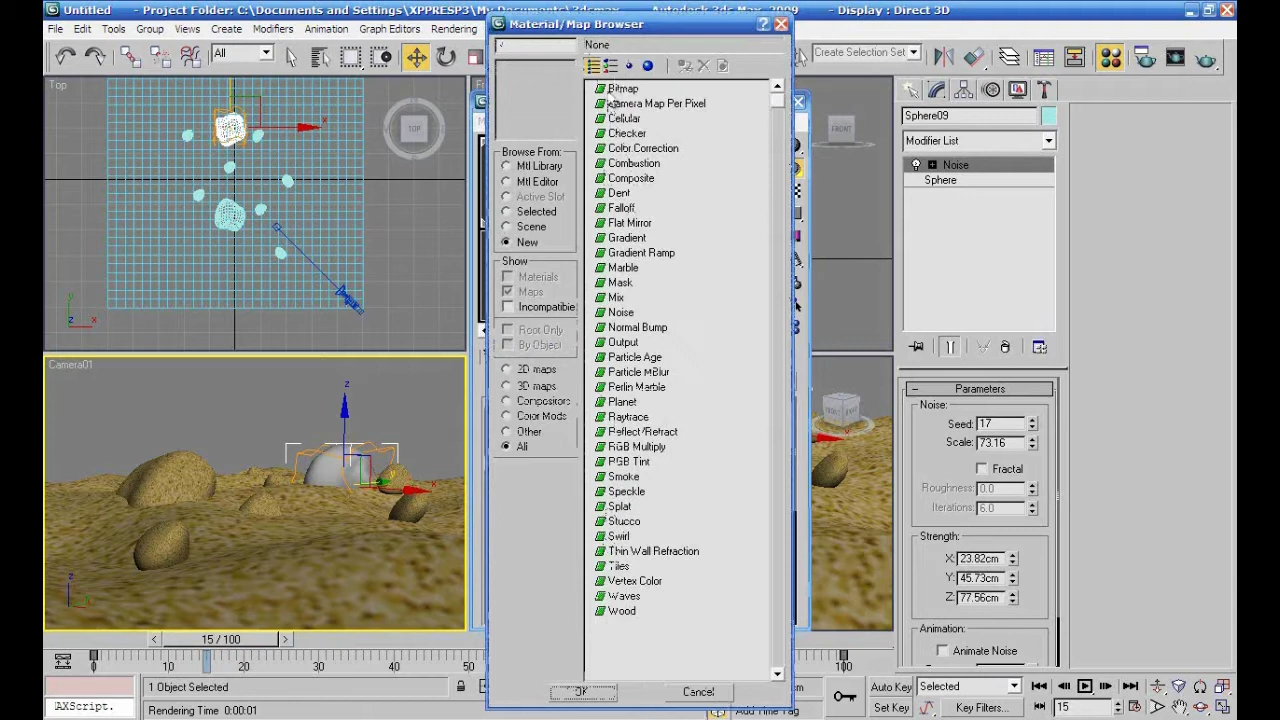 Untitled - Project Folder: C:\Documents and Settings\XPPRESP3\My Documents\3dsmax - Autodesk 3ds Max 2009 - Display : Direct 3D
Material/Map Browser
File Edit Tools Group Views Create Modifiers Animation Graph Editors Rendering
None
All
Create Selection Set
Top
TOP
FRONT
Browse From:
Mtl Library
Mtl Editor
Active Slot
Selected
Scene
New
Show
Materials
Maps
Incompatible
Root Only
By Object
2D maps
3D maps
Compositors
Color Mods
Other
All
Bitmap
Camera Map Per Pixel
Cellular
Checker
Color Correction
Combustion
Composite
Dent
Falloff
Flat Mirror
Gradient
Gradient Ramp
Marble
Mask
Mix
Noise
Normal Bump
Output
Particle Age
Particle MBlur
Perlin Marble
Planet
Raytrace
Reflect/Refract
RGB Multiply
RGB Tint
Smoke
Speckle
Splat
Stucco
Swirl
Thin Wall Refraction
Tiles
Vertex Color
Waves
Wood
OK Cancel
Sphere09
Modifier List
Noise
Sphere
Parameters
Noise:
Seed: 17
Scale: 73.16
Fractal
Roughness: 0.0
Iterations: 6.0
Strength:
X: 23.82cm
Y: 45.73cm
Z: 77.56cm
Animation:
Animate Noise
Camera01
z
x
15 / 100
0 10 20 30 40 50 100
1 Object Selected
AXScript.
Rendering Time 0:00:01
Add Time Tag
Auto Key Selected
Set Key Key Filters...
15